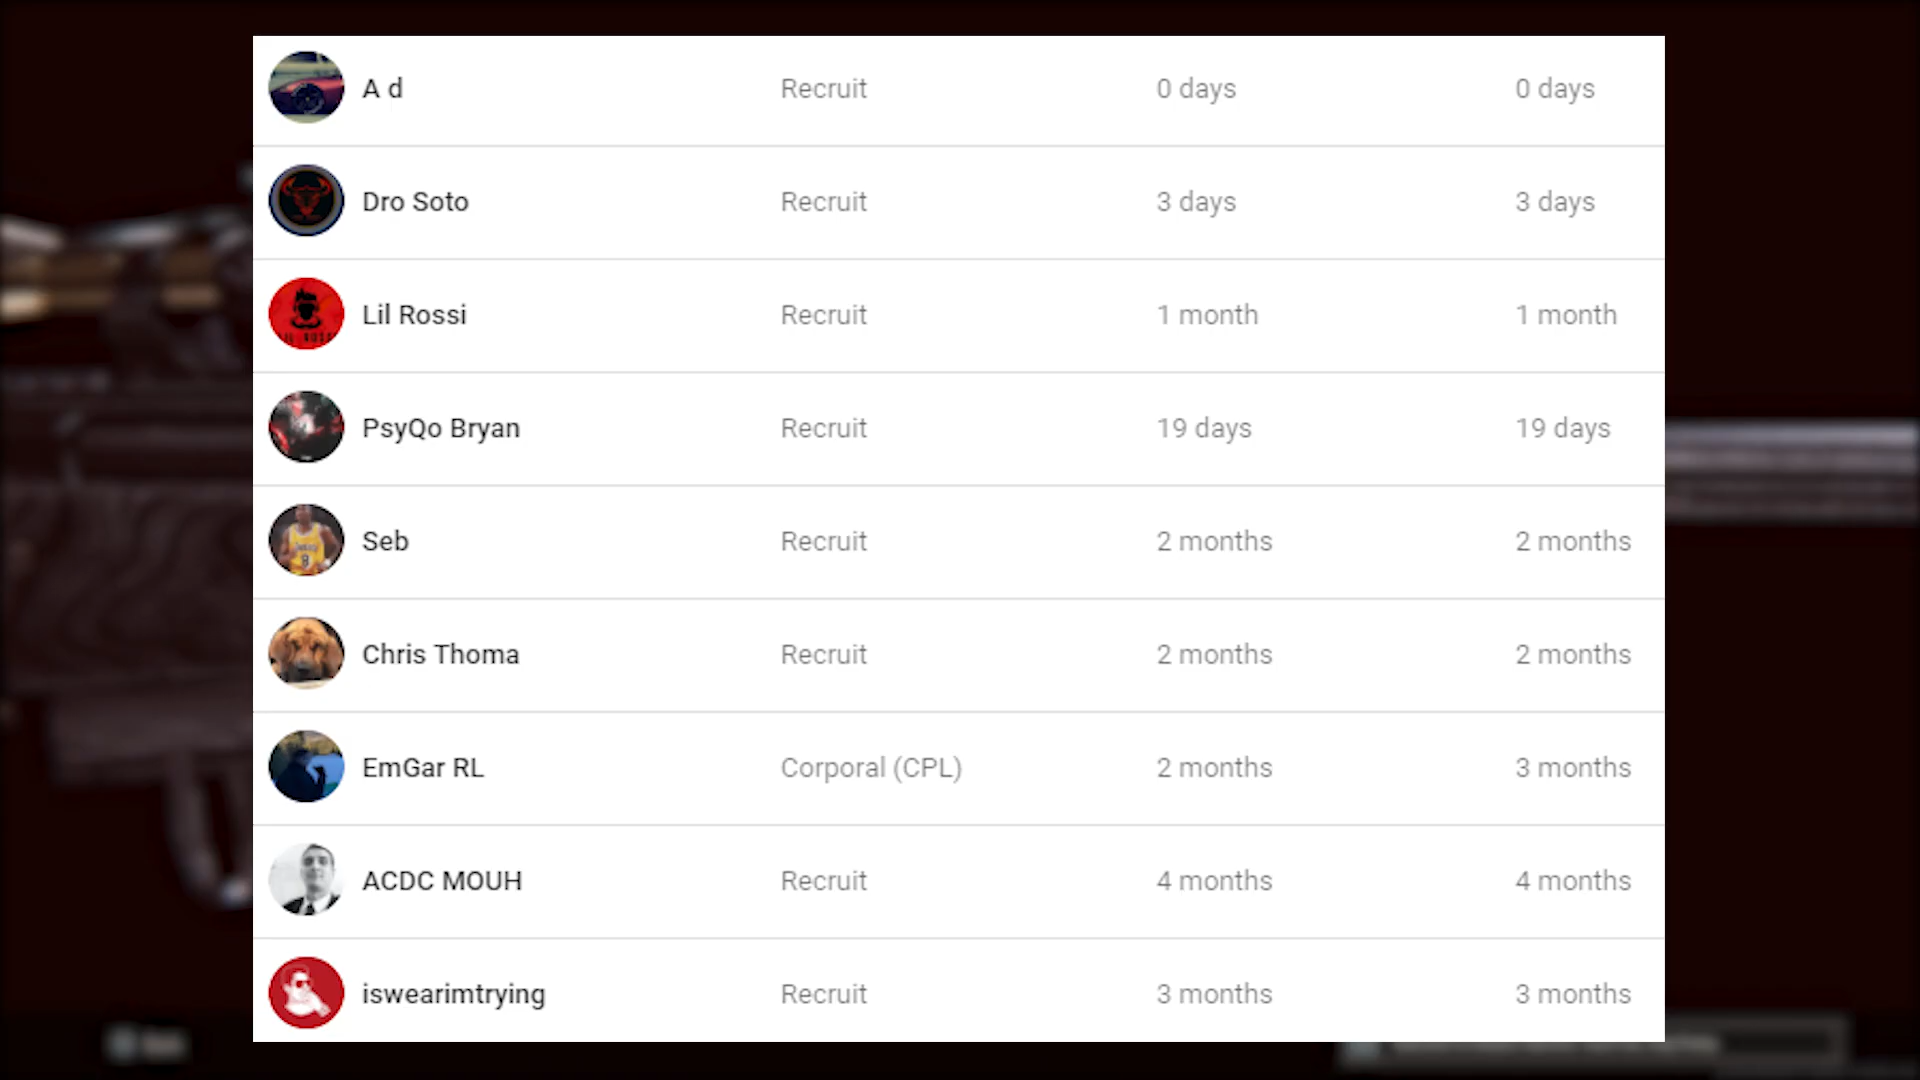 A d Recruit 0 days 0 days
Dro Soto Recruit 3 days 3 days
Lil Rossi Recruit 1 month 1 month
PsyQo Bryan Recruit 19 days 19 days
Seb Recruit 2 months 2 months
8
Chris Thoma Recruit 2 months 2 months
EmGar RL Corporal (CPL) 2 months 3 months
ACDC MOUH Recruit 4 months 4 months
iswearimtrying Recruit 3 months 3 months